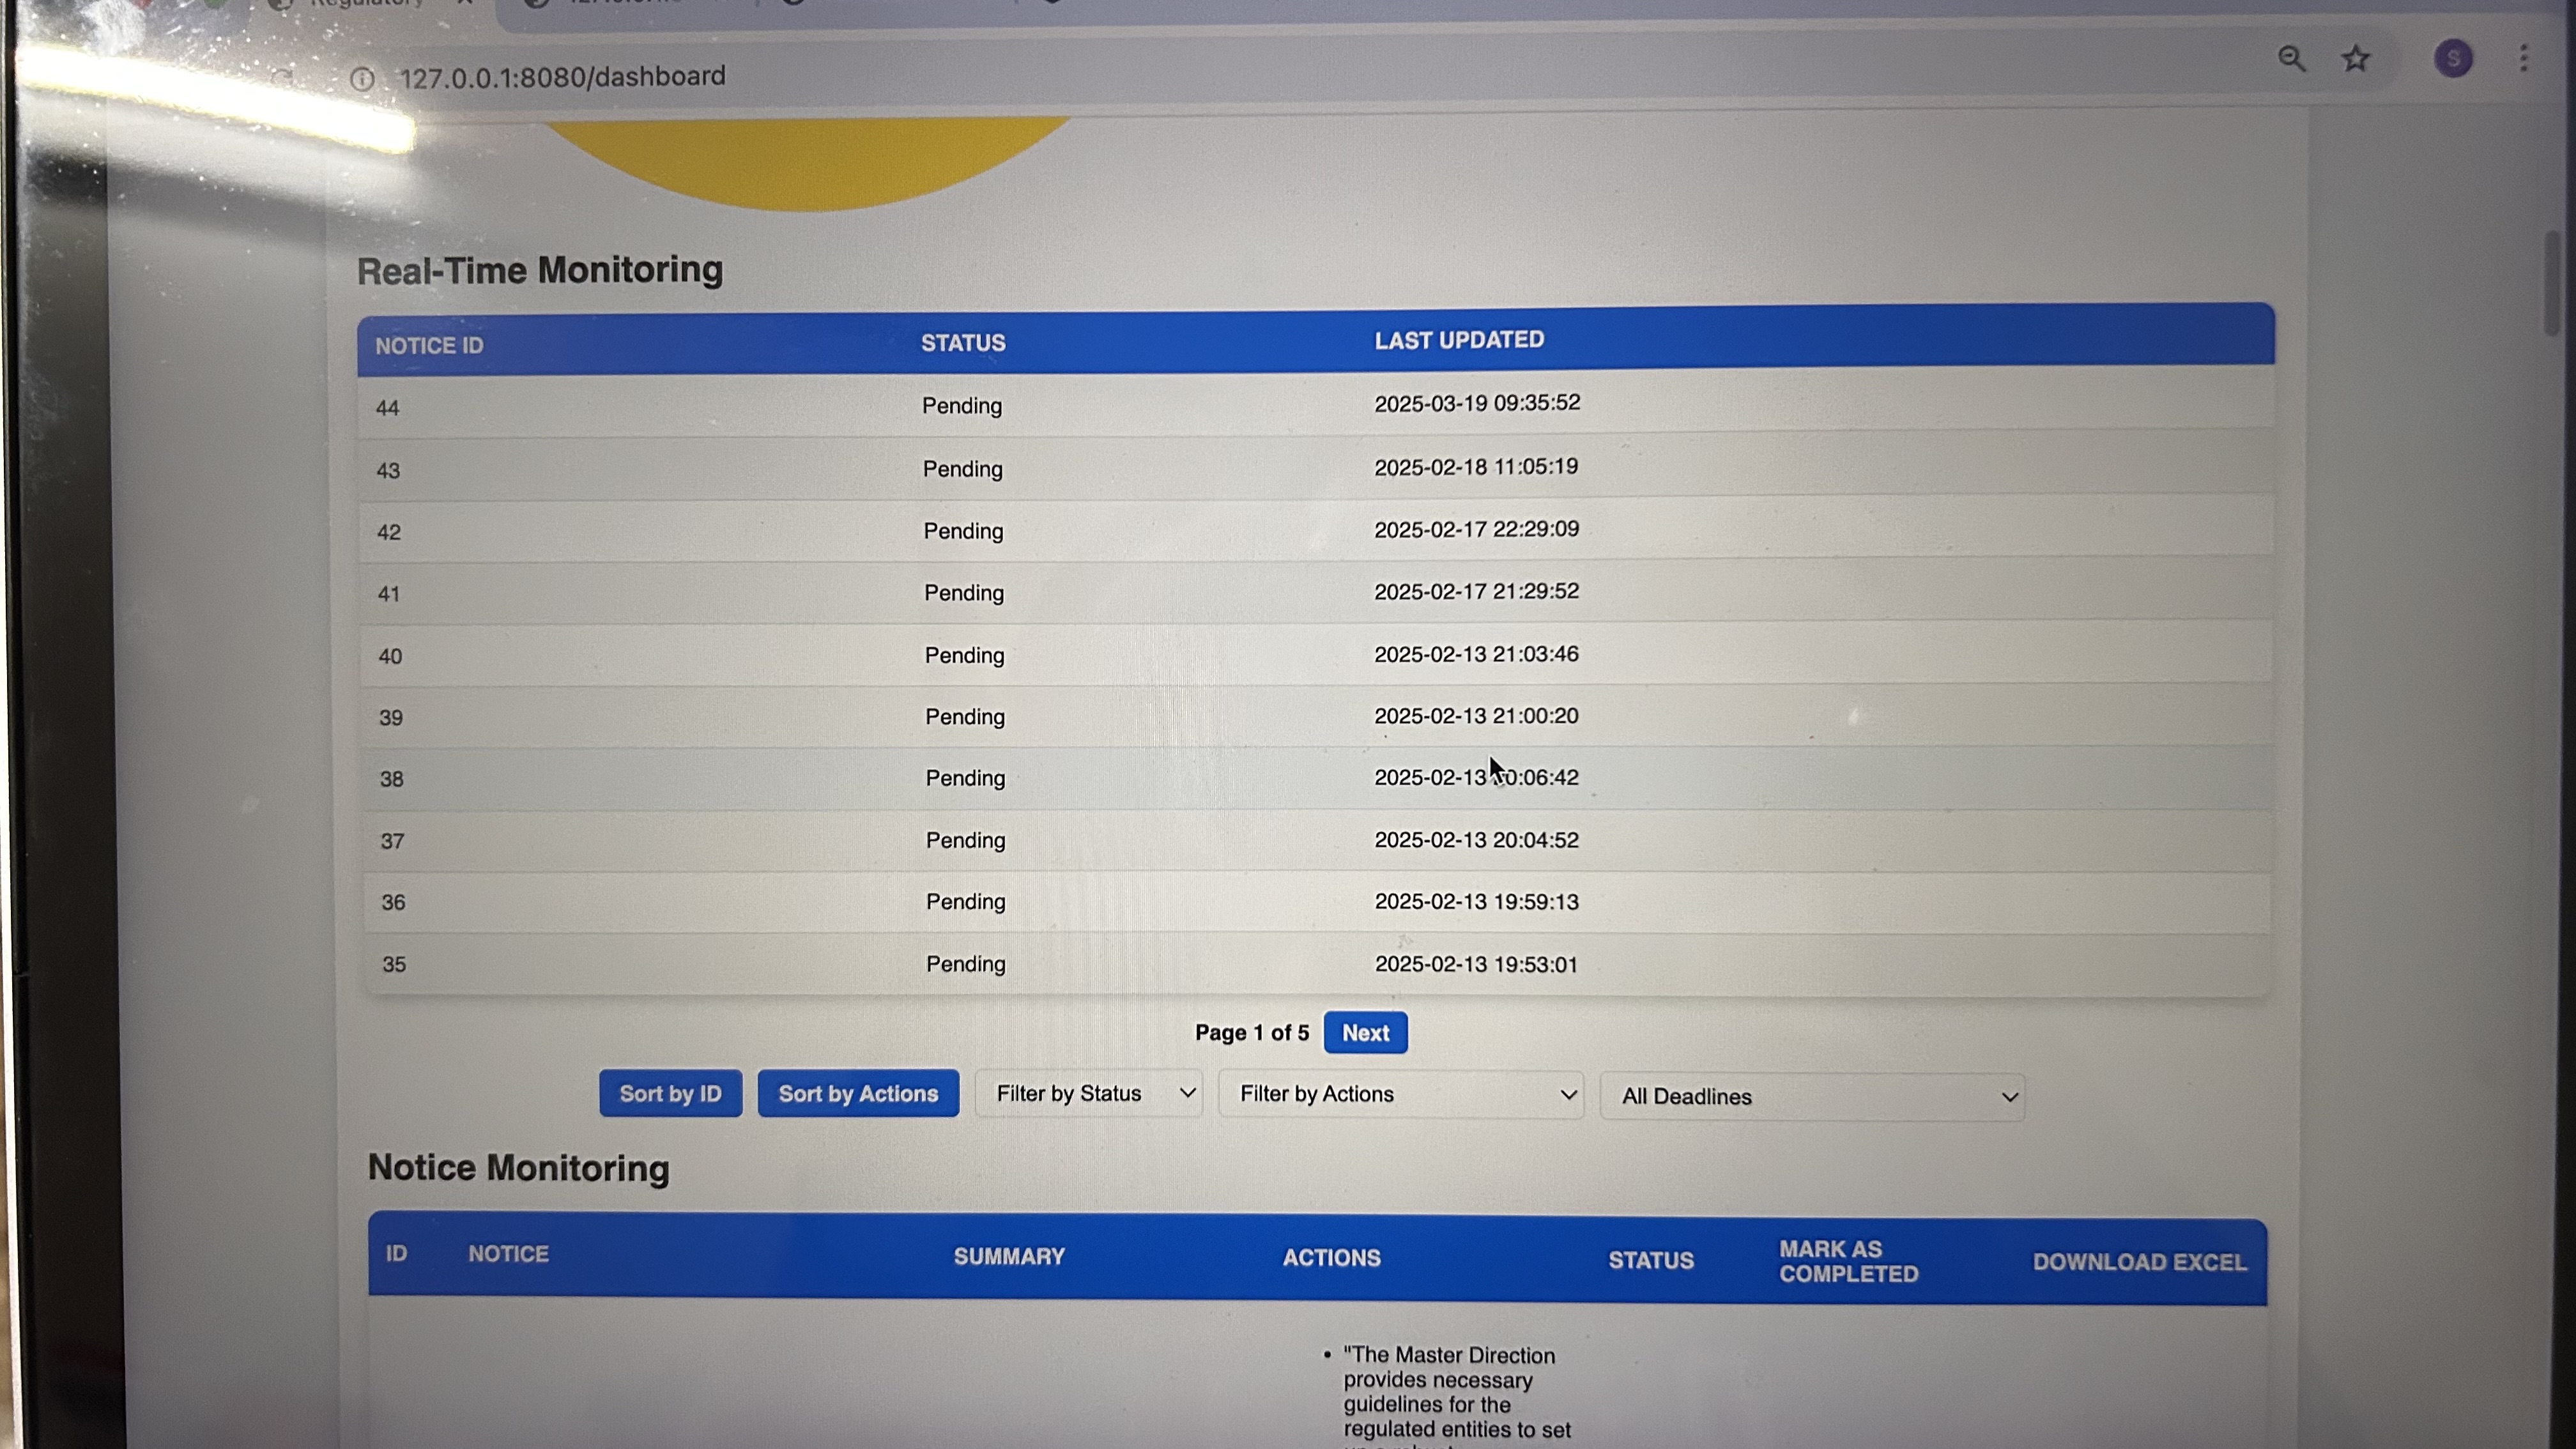 127.0.0.1:8080/dashboard
S
Real-Time Monitoring
NOTICE ID STATUS LAST UPDATED
44 Pending 2025-03-19 09:35:52
43 Pending 2025-02-18 11:05:19
42 Pending 2025-02-17 22:29:09
41 Pending 2025-02-17 21:29:52
40 Pending 2025-02-13 21:03:46
39 Pending 2025-02-13 21:00:20
38 Pending 2025-02-13 0:06:42
37 Pending 2025-02-13 20:04:52
36 Pending 2025-02-13 19:59:13
35 Pending 2025-02-13 19:53:01
Page 1 of 5 Next
Sort by ID Sort by Actions Filter by Status Filter by Actions All Deadlines
Notice Monitoring
ID NOTICE SUMMARY ACTIONS STATUS MARK AS COMPLETED DOWNLOAD EXCEL
• "The Master Direction
provides necessary
guidelines for the
regulated entities to set